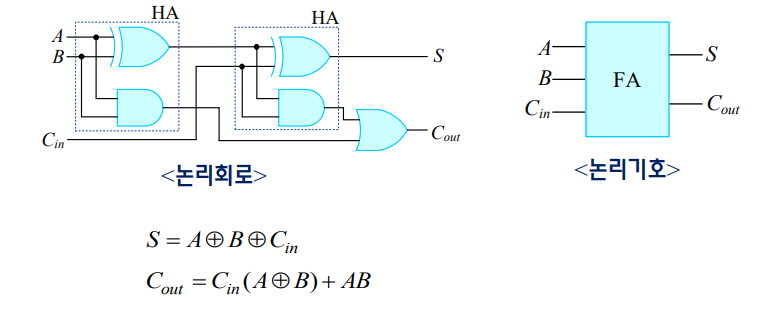 HA
HA
A
B
S
C_in
C_out
<논리회로>
A
B
C_in
FA
S
C_out
<논리기호>
S = A ⊕ B ⊕ C_in
C_out = C_in (A ⊕ B) + AB